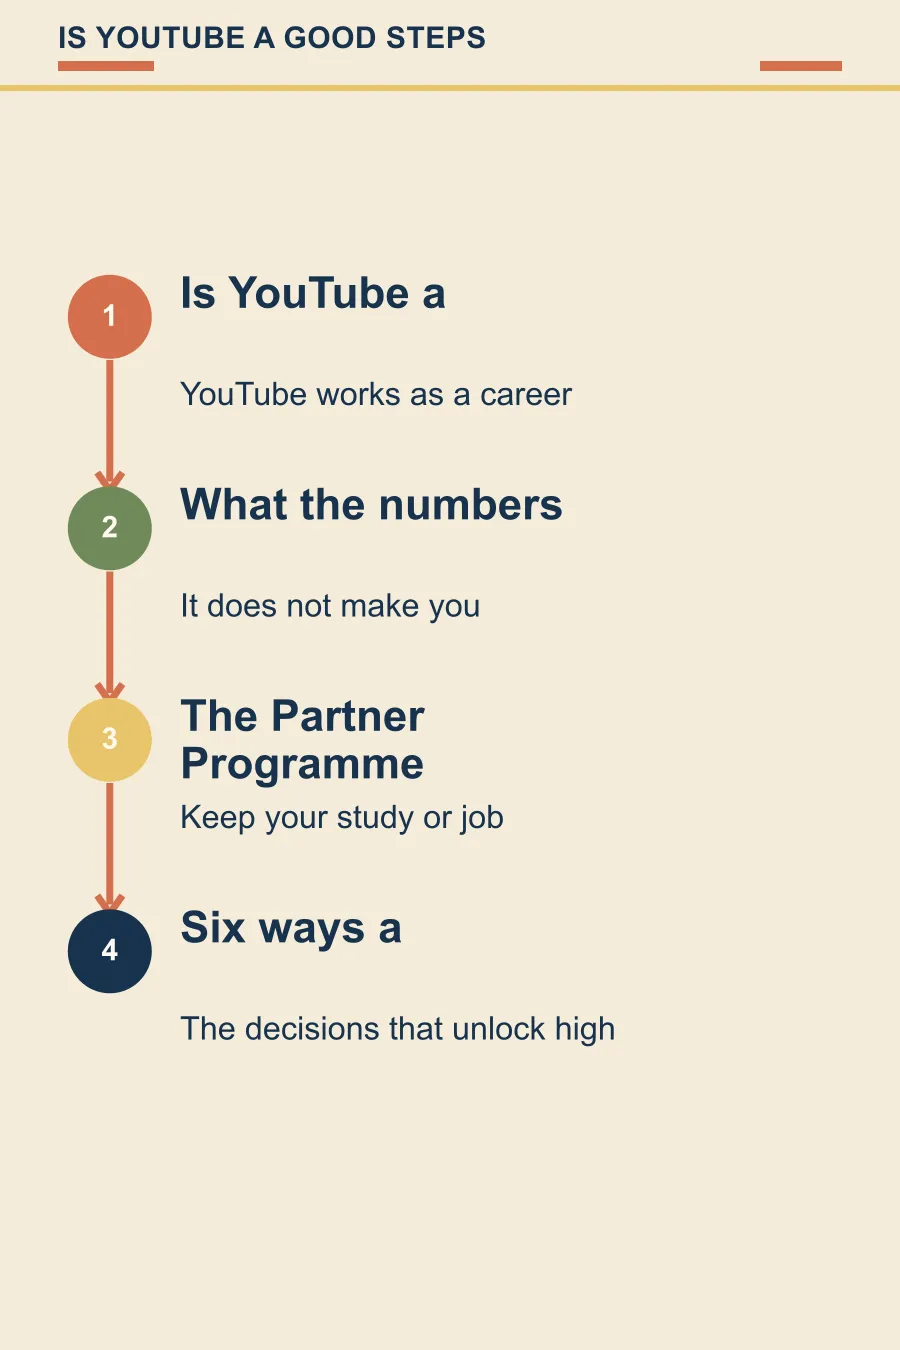 IS YOUTUBE A GOOD STEPS
1
Is YouTube a
YouTube works as a career
2
What the numbers
It does not make you
3
The Partner
Programme
Keep your study or job
4
Six ways a
The decisions that unlock high